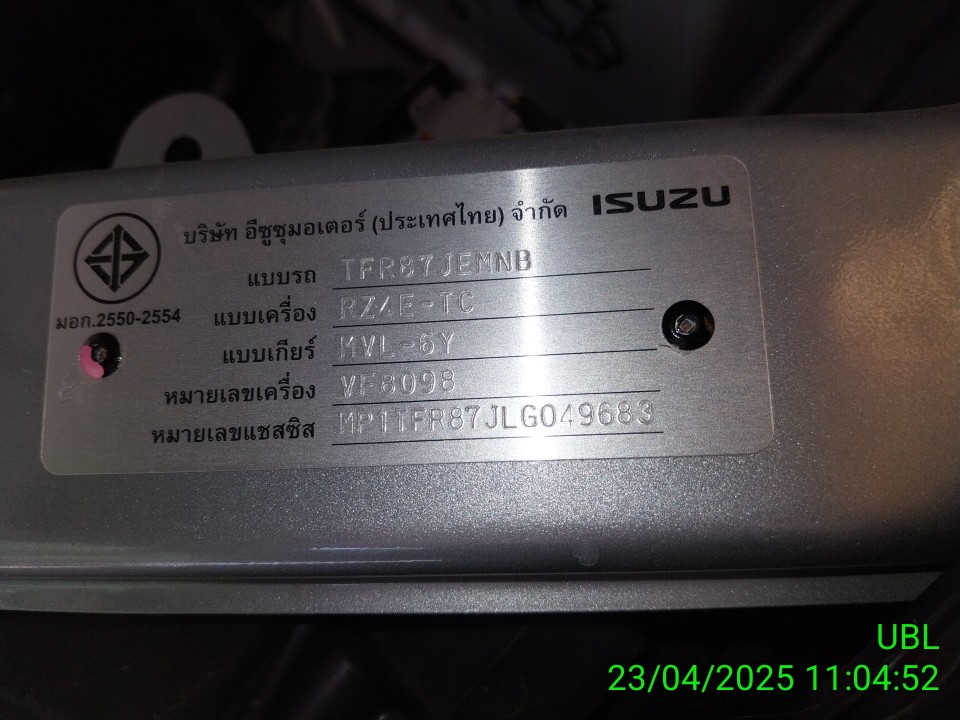 บริษัท อีซูซุมอเตอร์ (ประเทศไทย) จำกัด ISUZU
แบบรถ TFR87JEMNB
มอก.2550-2554
แบบเครื่อง RZ4E-TC
แบบเกียร์ MVL-6Y
หมายเลขเครื่อง VF8098
หมายเลขแชสซิส MP1TFR87JLG049683
UBL
23/04/2025 11:04:52